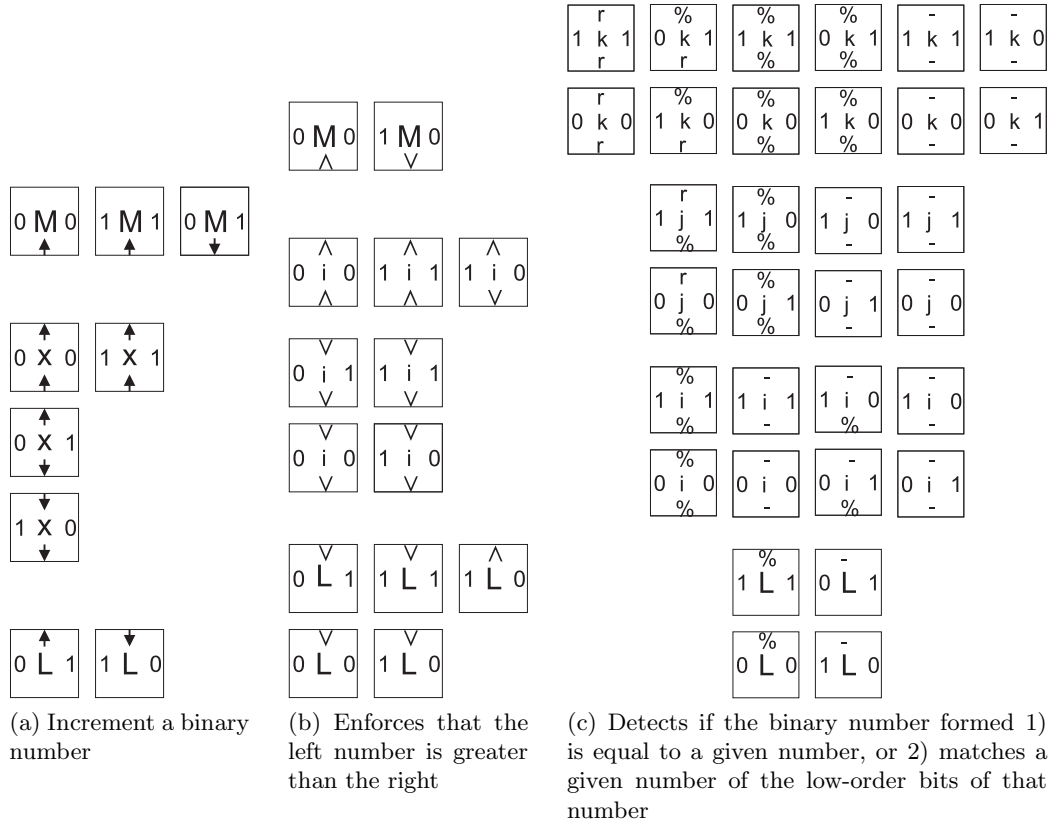 0 M 0 1 M 1 0 M 1
↑ ↑ ↓
↑ ↑
0 x 0 1 x 1
↑ ↑
↑
0 x 1
↓
↓
1 x 0
↓
↑ ↓
0 L 1 1 L 0
(a) Increment a binary
number
0 M 0 1 M 0
∧ ∨
∧ ∧ ∧
0 i 0 1 i 1 1 i 0
∧ ∧ ∨
∨ ∨
0 i 1 1 i 1
∨ ∨
∨ ∨
0 i 0 1 i 0
∨ ∨
∨ ∨ ∧
0 L 1 1 L 1 1 L 0
∨ ∨
0 L 0 1 L 0
(b) Enforces that the
left number is greater
than the right
r % % % - -
1 k 1 0 k 1 1 k 1 0 k 1 1 k 1 1 k 0
r r % % - -
r % % % - -
0 k 0 1 k 0 0 k 0 1 k 0 0 k 0 0 k 1
r r % % - -
r % - -
1 j 1 1 j 0 1 j 0 1 j 1
% % - -
r % - -
0 j 0 0 j 1 0 j 1 0 j 0
% % - -
% - - -
1 i 1 1 i 1 1 i 0 1 i 0
% - % -
% - - -
0 i 0 0 i 0 0 i 1 0 i 1
% - % -
% -
1 L 1 0 L 1
% -
0 L 0 1 L 0
(c) Detects if the binary number formed 1)
is equal to a given number, or 2) matches a
given number of the low-order bits of that
number